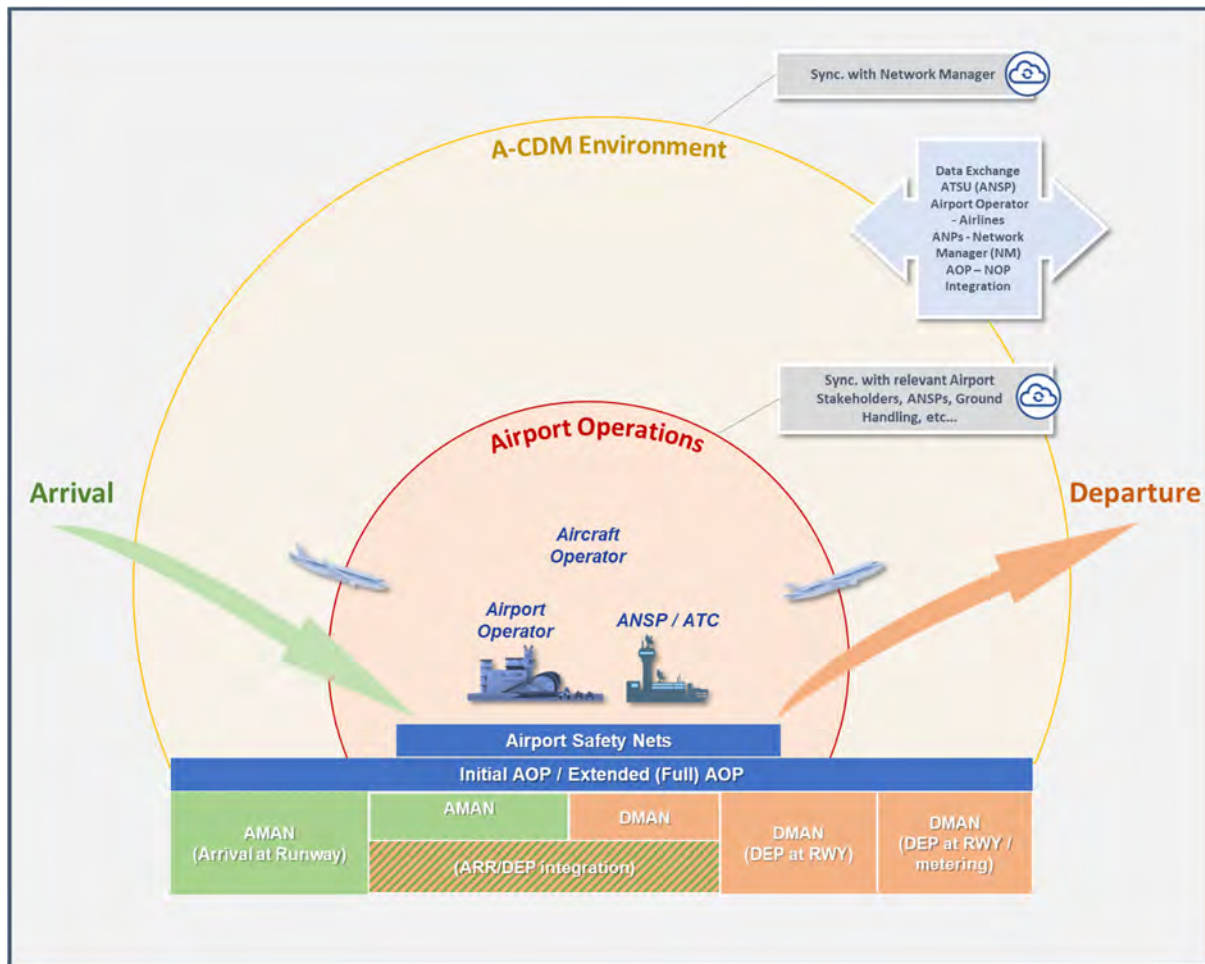 Sync. with Network Manager
A-CDM Environment
Data Exchange
ATSU (ANSP)
Airport Operator
- Airlines
ANPs - Network
Manager (NM)
AOP – NOP
Integration
Sync. with relevant Airport
Stakeholders, ANSPs, Ground
Handling, etc...
Airport Operations
Arrival
Departure
Aircraft
Operator
Airport
Operator
ANSP / ATC
Airport Safety Nets
Initial AOP / Extended (Full) AOP
AMAN
(Arrival at Runway)
AMAN
DMAN
(ARR/DEP integration)
DMAN
(DEP at RWY)
DMAN
(DEP at RWY /
metering)